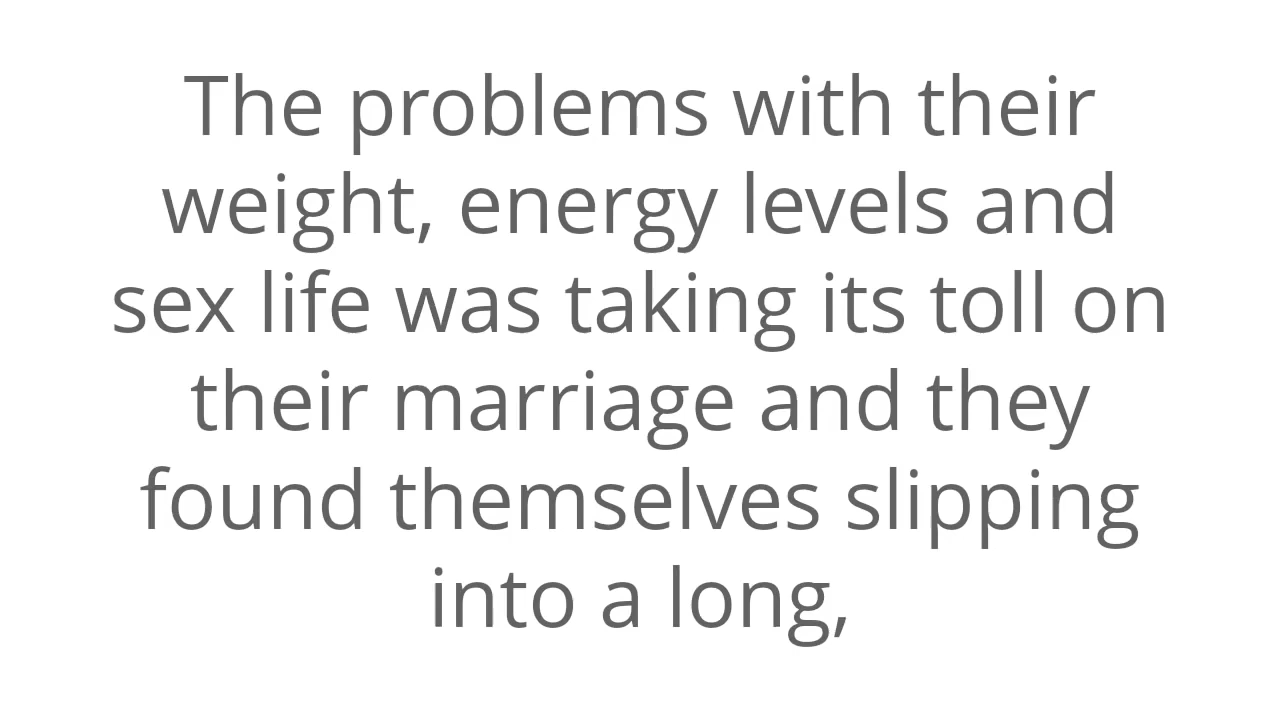 The problems with their
weight, energy levels and
sex life was taking its toll on
their marriage and they
found themselves slipping
into a long,